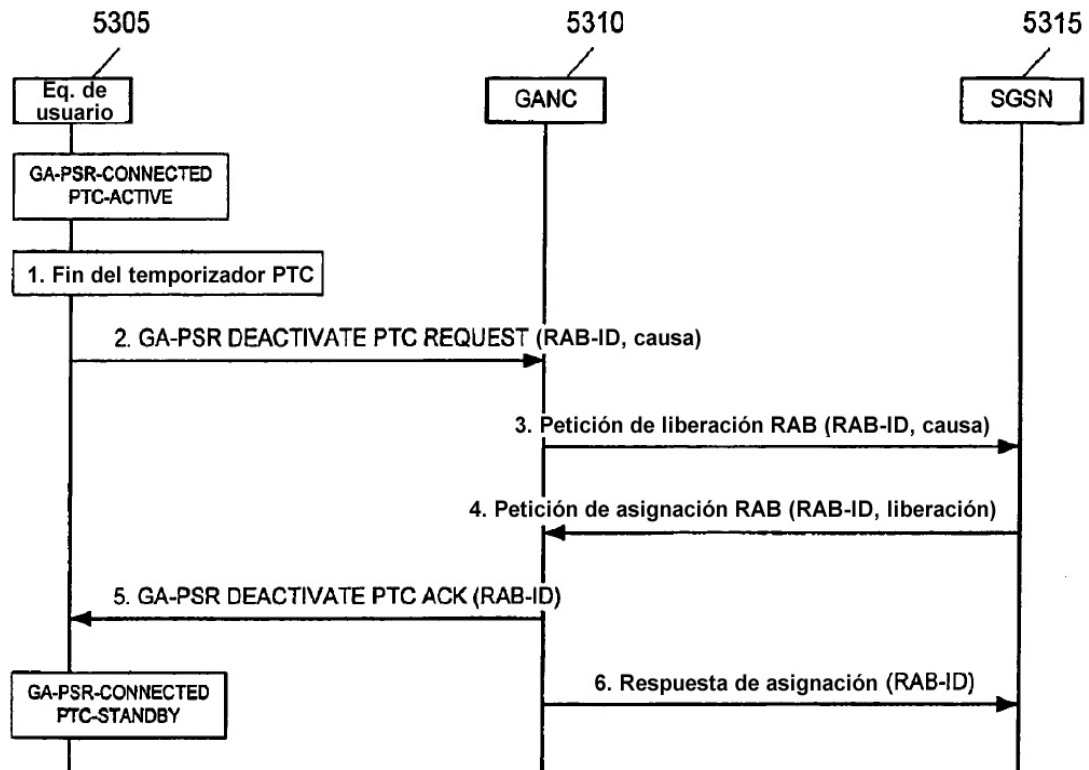 5305
5310
5315
Eq. de
usuario
GANC
SGSN
GA-PSR-CONNECTED
PTC-ACTIVE
1. Fin del temporizador PTC
2. GA-PSR DEACTIVATE PTC REQUEST (RAB-ID, causa)
3. Petición de liberación RAB (RAB-ID, causa)
4. Petición de asignación RAB (RAB-ID, liberación)
5. GA-PSR DEACTIVATE PTC ACK (RAB-ID)
GA-PSR-CONNECTED
PTC-STANDBY
6. Respuesta de asignación (RAB-ID)